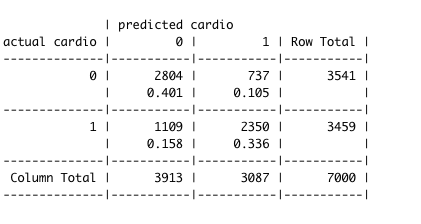 | predicted cardio
actual cardio |         0 |         1 | Row Total |
--------------|-----------|-----------|-----------|
            0 |      2804 |       737 |      3541 |
              |     0.401 |     0.105 |           |
--------------|-----------|-----------|-----------|
            1 |      1109 |      2350 |      3459 |
              |     0.158 |     0.336 |           |
--------------|-----------|-----------|-----------|
 Column Total |      3913 |      3087 |      7000 |
--------------|-----------|-----------|-----------|